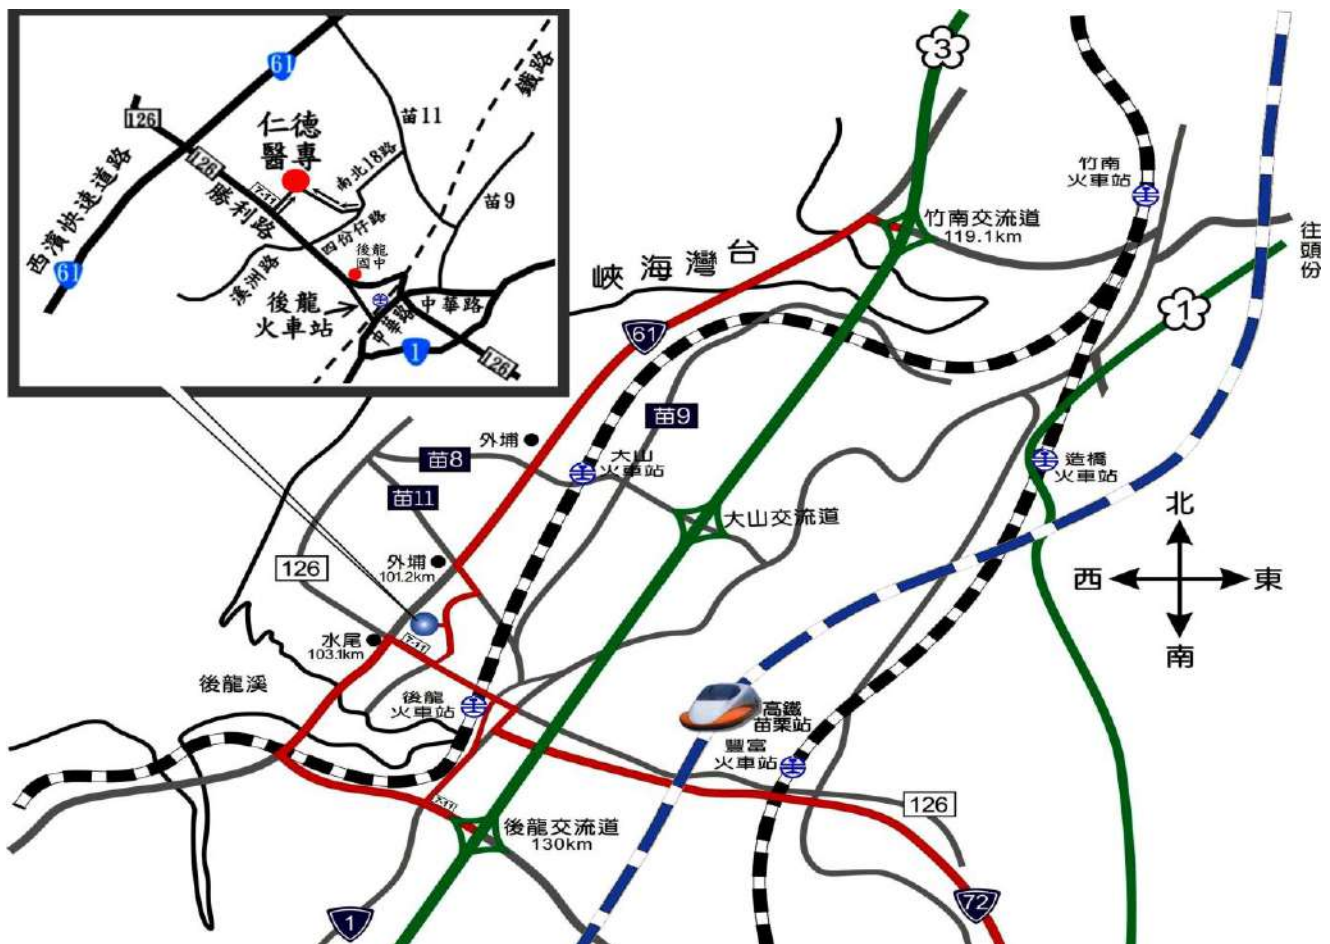 61
鐵路
苗11
126
仁德
醫專
南北18路
126
7-11
勝利路
苗9
西濱快速道路
四份仔路
後龍
國中
61
溪洲路
後龍
火車站
中華路
中華路
1
126
3
竹南
火車站
竹南交流道
119.1km
往頭份
台灣海峽
1
61
苗9
外埔
苗8
大山
火車站
造橋
火車站
苗11
大山交流道
北
西
東
南
外埔
101.2km
126
水尾
103.1km
7-11
後龍溪
後龍
火車站
高鐵
苗栗站
豐富
火車站
126
7-11
後龍交流道
130km
72
1